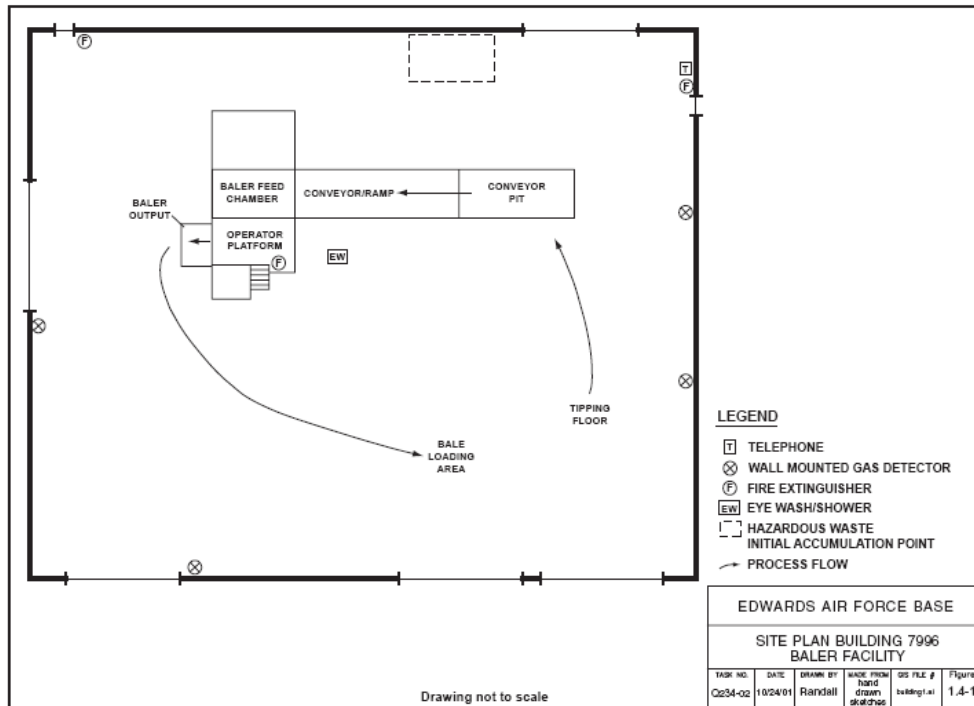 F
T
F
BALER FEED
CHAMBER
CONVEYOR/RAMP
CONVEYOR
PIT
BALER
OUTPUT
OPERATOR
PLATFORM
F
EW
TIPPING
FLOOR
BALE
LOADING
AREA
LEGEND
T TELEPHONE
WALL MOUNTED GAS DETECTOR
F FIRE EXTINGUISHER
EW EYE WASH/SHOWER
HAZARDOUS WASTE
INITIAL ACCUMULATION POINT
PROCESS FLOW
EDWARDS AIR FORCE BASE
SITE PLAN BUILDING 7996
BALER FACILITY
TASK NO. DATE DRAWN BY MADE FROM GIS FILE # Figure
Q234-02 10/24/01 Randall hand drawn sketches building1.ai 1.4-1
Drawing not to scale